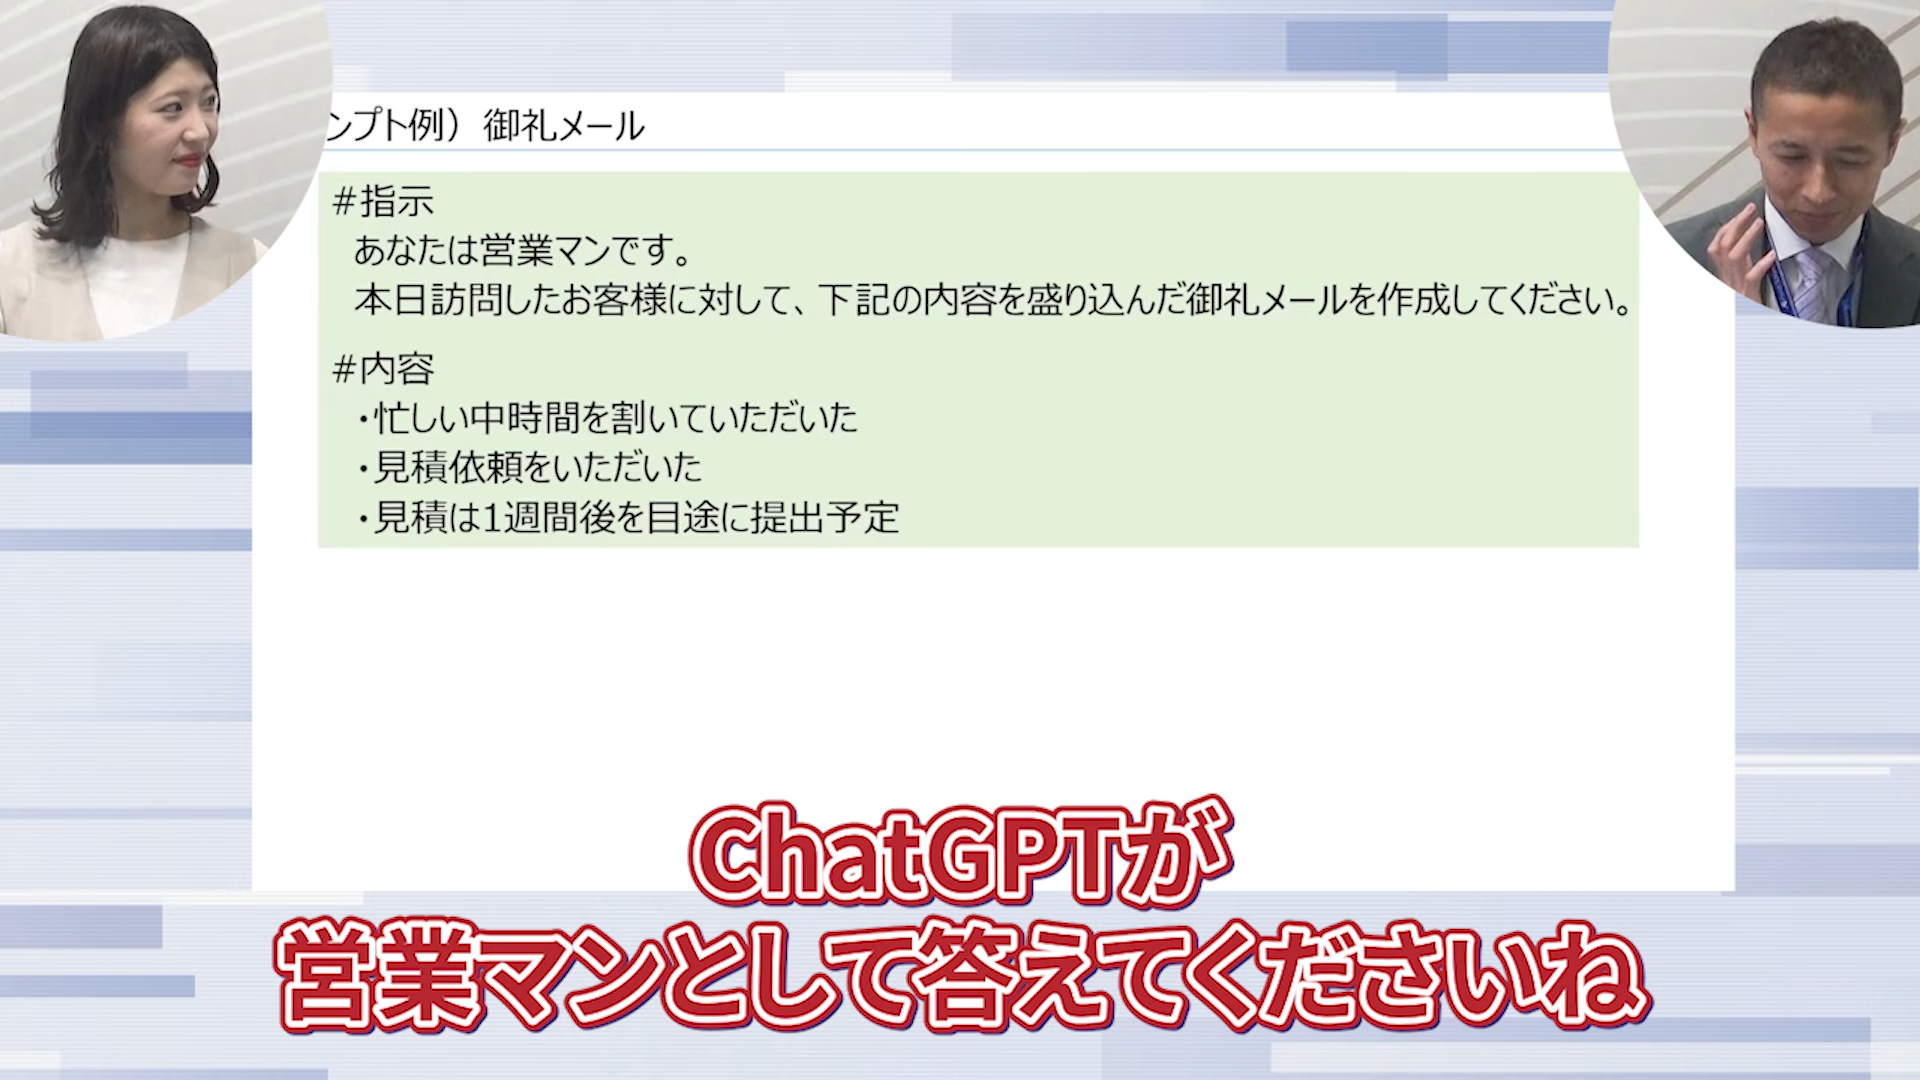 ンプト例）御礼メール
＃指示
あなたは営業マンです。
本日訪問したお客様に対して、下記の内容を盛り込んだ御礼メールを作成してください。
＃内容
・忙しい中時間を割いていただいた
・見積依頼をいただいた
・見積は1週間後を目途に提出予定
ChatGPTが
営業マンとして答えてくださいね